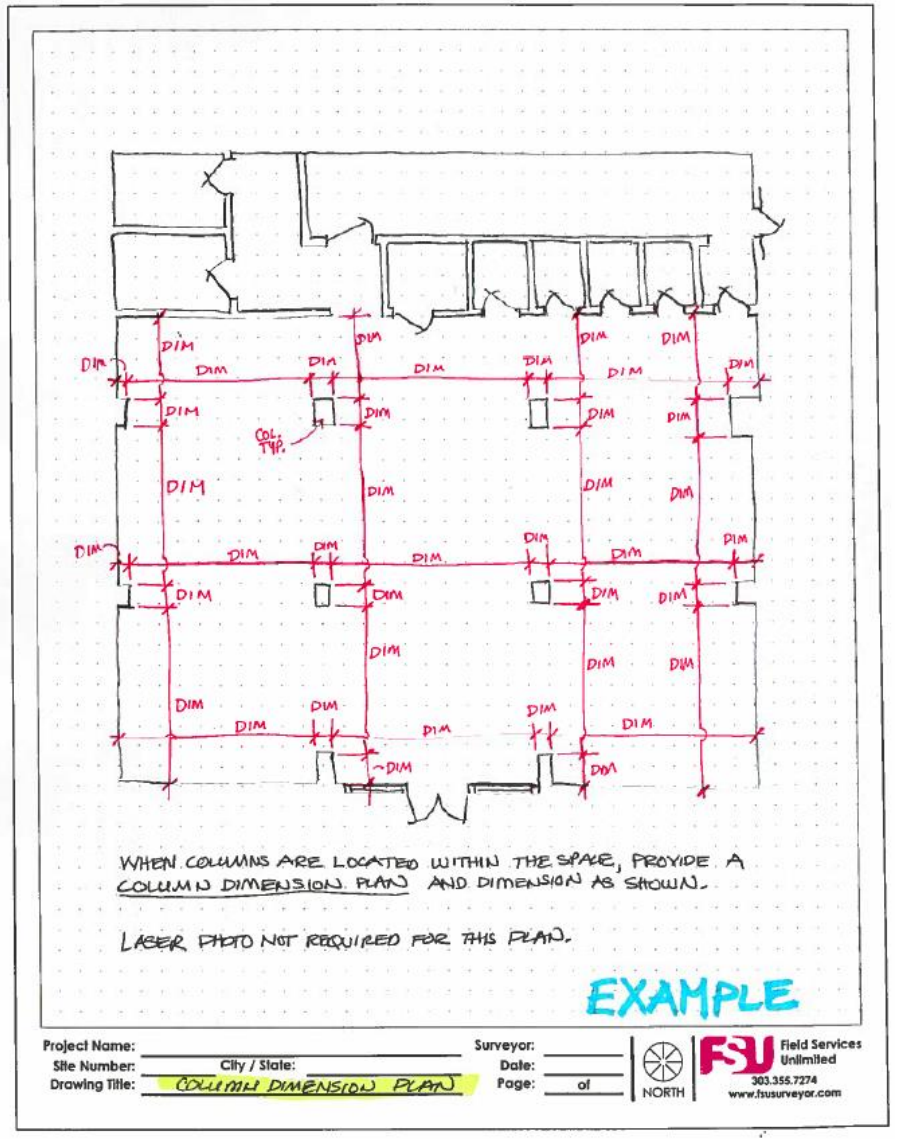 DIM DIM DIM DIM
DIM DIM DIM DIM DIM DIM DIM
DIM DIM DIM DIM
COL.
TYP.
DIM DIM DIM DIM
DIM DIM DIM DIM DIM DIM DIM
DIM DIM DIM DIM
DIM DIM DIM
DIM DIM DIM
DIM DIM DIM
DIM DIM
WHEN COLUMNS ARE LOCATED WITHIN THE SPACE, PROVIDE A
COLUMN DIMENSION PLAN AND DIMENSION AS SHOWN.
LASER PHOTO NOT REQUIRED FOR THIS PLAN.
EXAMPLE
Project Name: Surveyor:
Site Number: City / State: Date:
Drawing Title: COLUMN DIMENSION PLAN Page: of
NORTH
FSU Field Services
Unlimited
303.355.7274
www.fsusurveyor.com